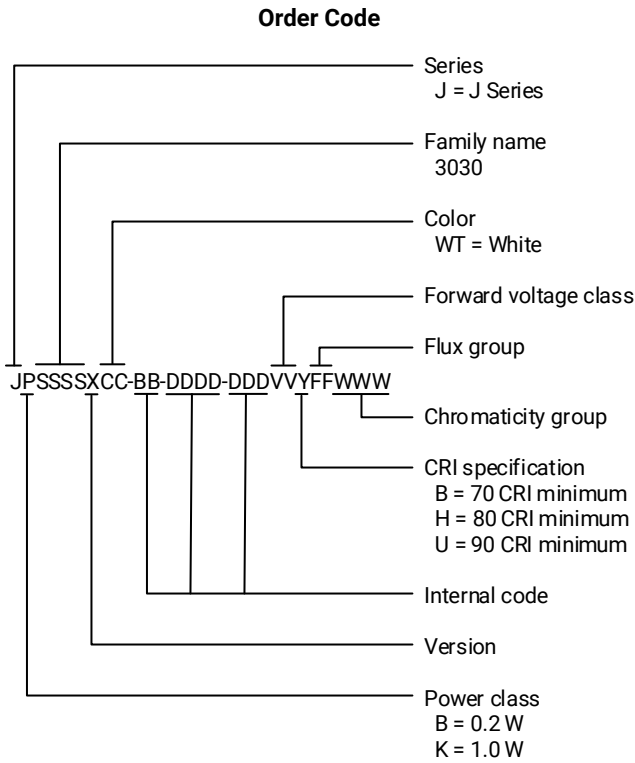 Order Code
Series
J = J Series
Family name
3030
Color
WT = White
Forward voltage class
Flux group
JPSSSSXCC-BB-DDDD-DDDVVYFFWWW
Chromaticity group
CRI specification
B = 70 CRI minimum
H = 80 CRI minimum
U = 90 CRI minimum
Internal code
Version
Power class
B = 0.2 W
K = 1.0 W